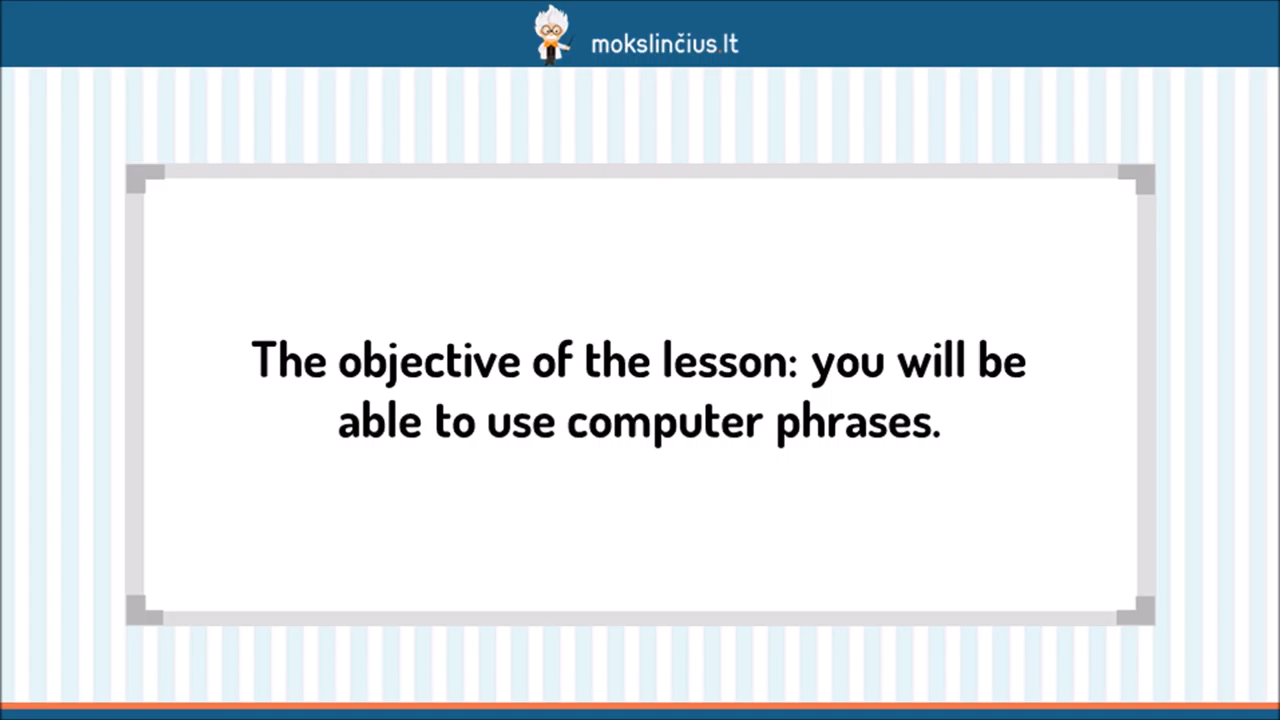 mokslinčius.lt
The objective of the lesson: you will be
able to use computer phrases.